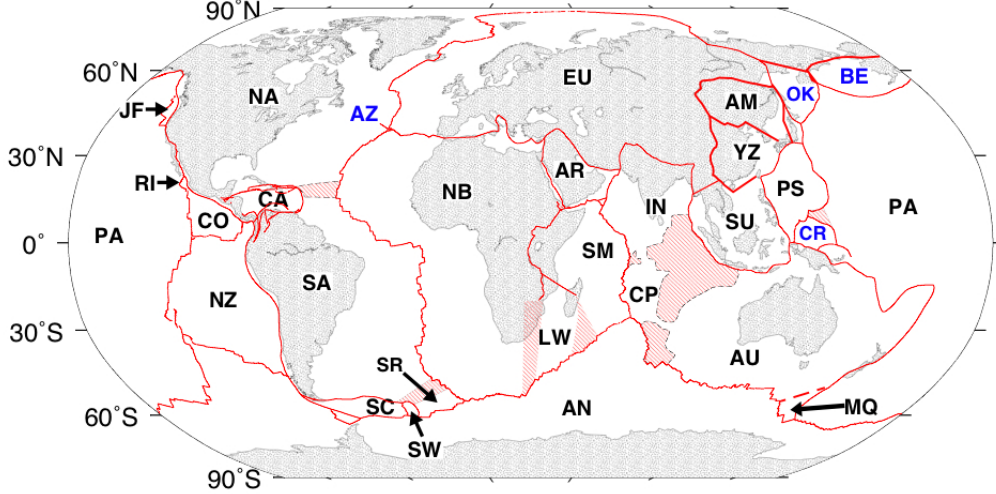 90˚N
60˚N
EU
BE
OK
NA
AM
JF
AZ
YZ
30˚N
AR
RI
NB
PS
CA
IN
PA
CO
SU
CR
PA
0˚
SM
SA
CP
NZ
30˚S
LW
AU
SR
SC
AN
MQ
60˚S
SW
90˚S